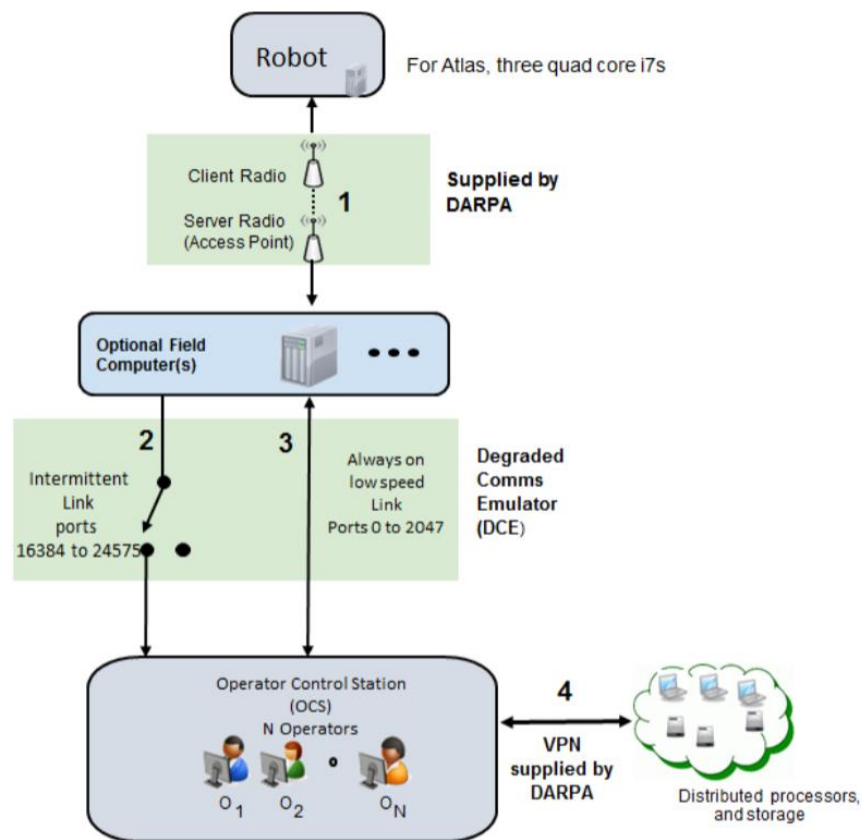 Robot
For Atlas, three quad core i7s
Client Radio
1
Server Radio
(Access Point)
Supplied by
DARPA
Optional Field
Computer(s)
2
3
Intermittent
Link
ports
16384 to 24575
Always on
low speed
Link
Ports 0 to 2047
Degraded
Comms
Emulator
(DCE)
Operator Control Station
(OCS)
N Operators
O1
O2
ON
4
VPN
supplied by
DARPA
Distributed processors,
and storage